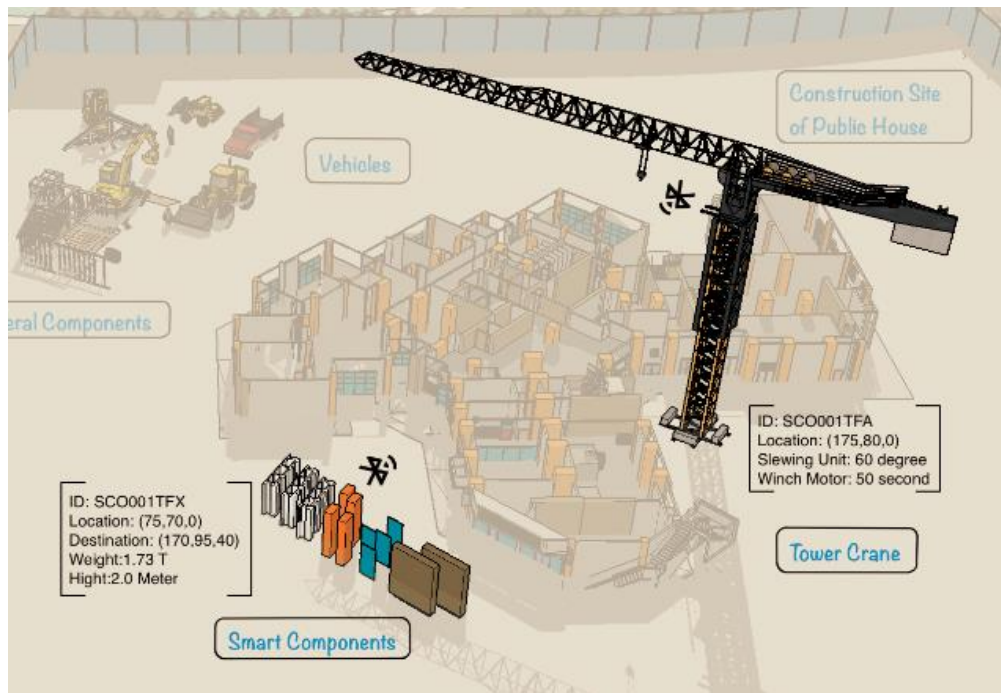 Construction Site
of Public House
Vehicles
eral Components
ID: SCO001TFA
Location: (175,80,0)
Slewing Unit: 60 degree
Winch Motor: 50 second
ID: SCO001TFX
Location: (75,70,0)
Destination: (170,95,40)
Weight:1.73 T
Hight:2.0 Meter
Tower Crane
Smart Components